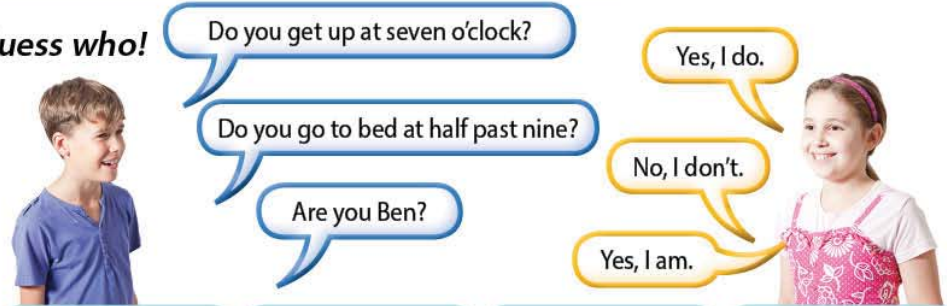 uess who!
Do you get up at seven o'clock?
Yes, I do.
Do you go to bed at half past nine?
No, I don't.
Are you Ben?
Yes, I am.